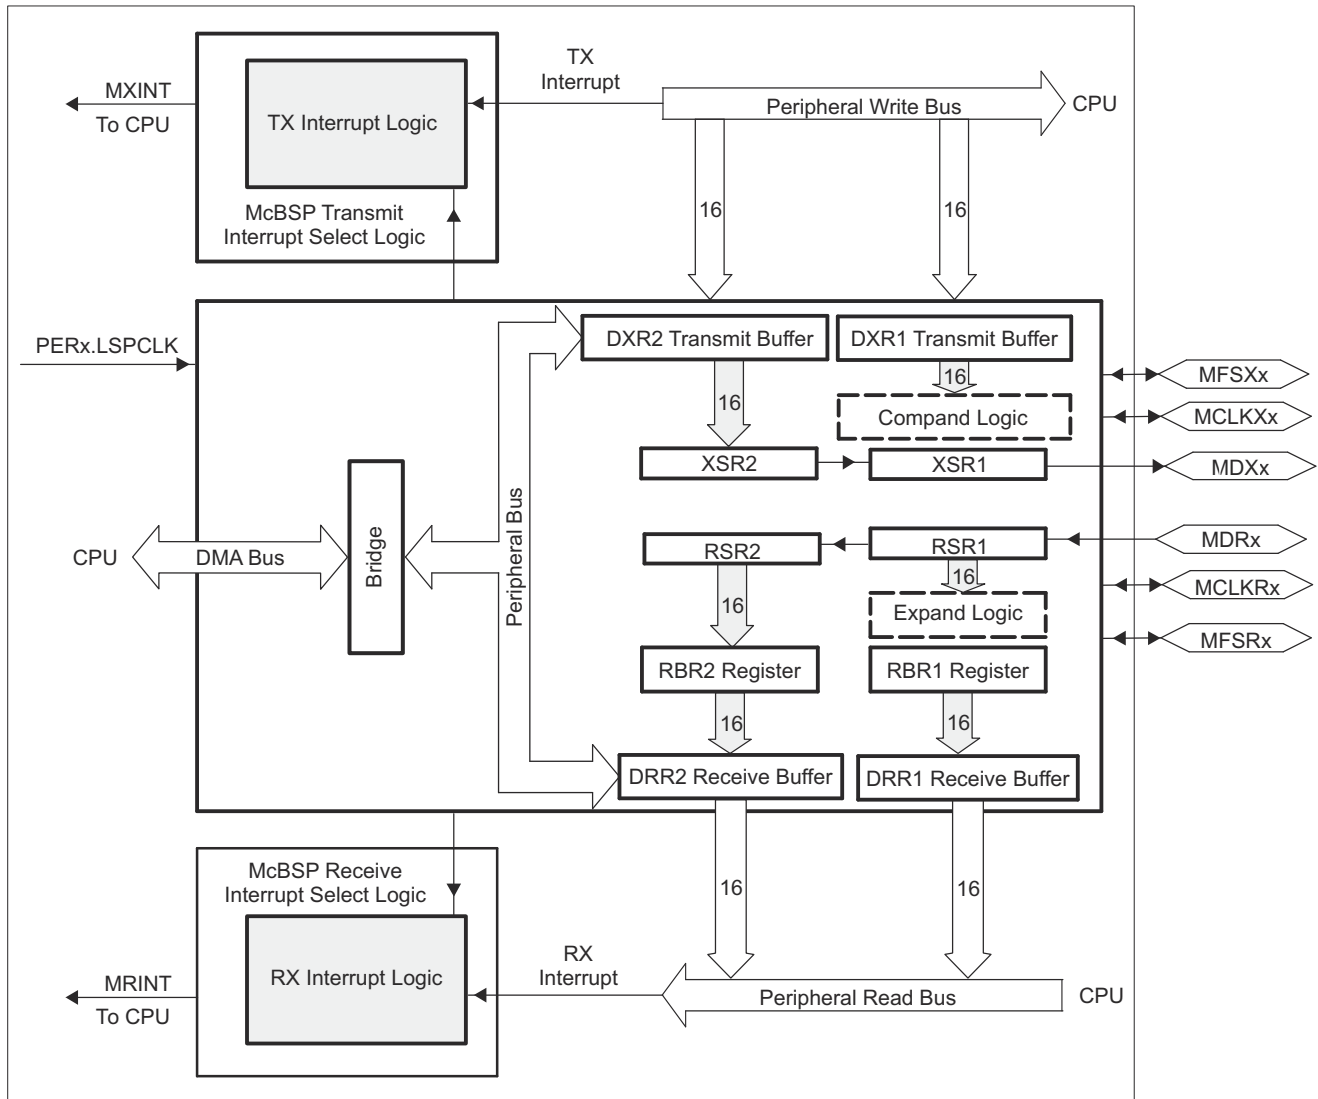 MXINT
To CPU
TX Interrupt Logic
McBSP Transmit
Interrupt Select Logic
TX
Interrupt
Peripheral Write Bus
CPU
16
16
PERx.LSPCLK
DXR2 Transmit Buffer
DXR1 Transmit Buffer
16
16
Compand Logic
XSR2
XSR1
MFSXx
MCLKXx
MDXx
CPU
DMA Bus
Bridge
Peripheral Bus
RSR2
RSR1
16
16
Expand Logic
RBR2 Register
RBR1 Register
16
16
DRR2 Receive Buffer
DRR1 Receive Buffer
MDRx
MCLKRx
MFSRx
McBSP Receive
Interrupt Select Logic
RX Interrupt Logic
MRINT
To CPU
RX
Interrupt
16
16
Peripheral Read Bus
CPU